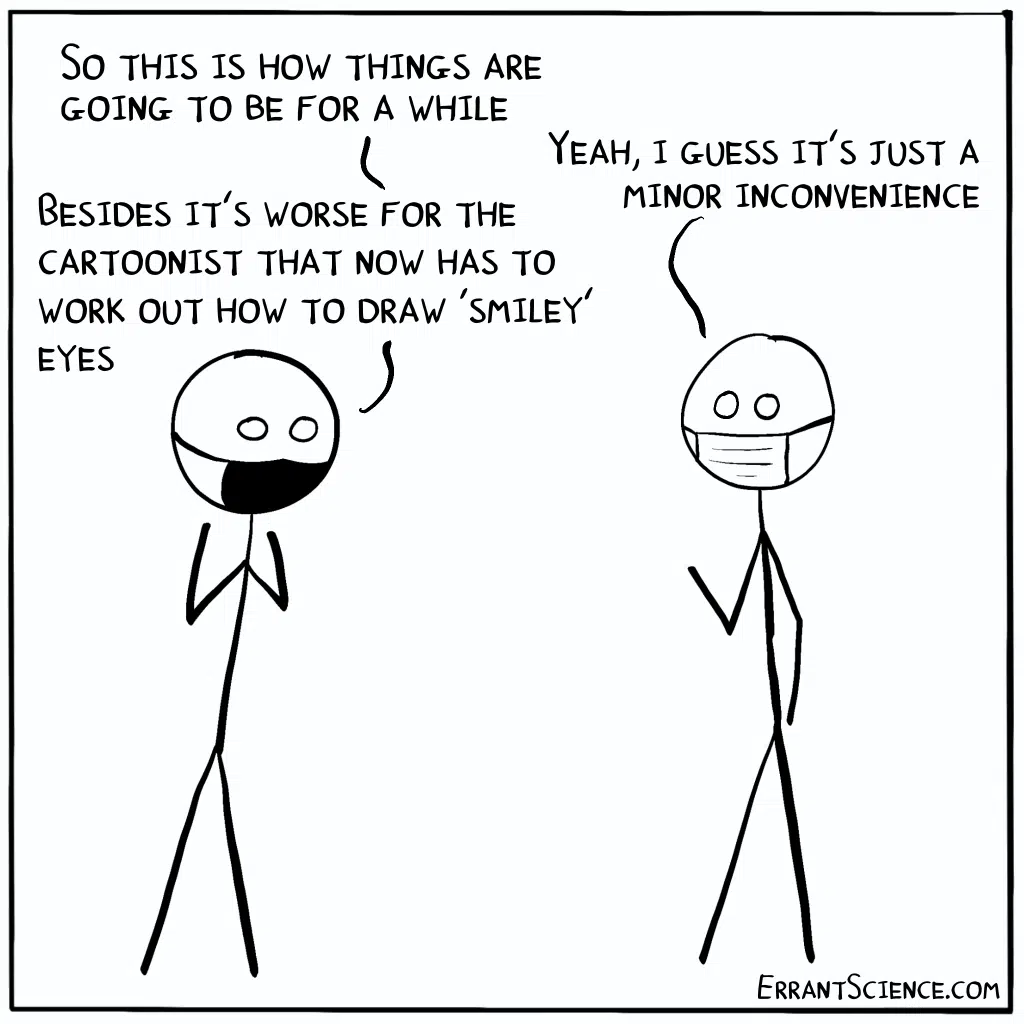 So this is how things are
going to be for a while
Yeah, I guess it's just a
minor inconvenience
Besides it's worse for the
cartoonist that now has to
work out how to draw 'smiley'
eyes
ErrantScience.com